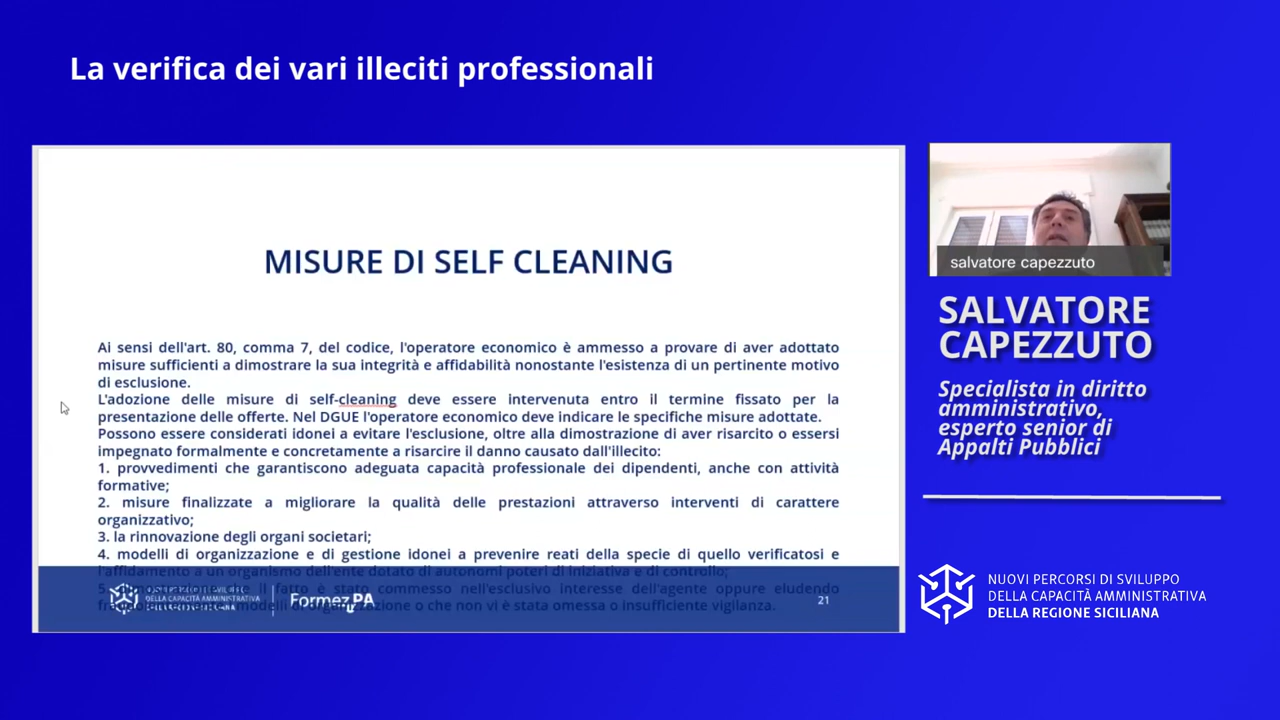 La verifica dei vari illeciti professionali
MISURE DI SELF CLEANING
Ai sensi dell'art. 80, comma 7, del codice, l'operatore economico è ammesso a provare di aver adottato
misure sufficienti a dimostrare la sua integrità e affidabilità nonostante l'esistenza di un pertinente motivo
di esclusione.
L'adozione delle misure di self-cleaning deve essere intervenuta entro il termine fissato per la
presentazione delle offerte. Nel DGUE l'operatore economico deve indicare le specifiche misure adottate.
Possono essere considerati idonei a evitare l'esclusione, oltre alla dimostrazione di aver risarcito o essersi
impegnato formalmente e concretamente a risarcire il danno causato dall'illecito:
1. provvedimenti che garantiscono adeguata capacità professionale dei dipendenti, anche con attività
formative;
2. misure finalizzate a migliorare la qualità delle prestazioni attraverso interventi di carattere
organizzativo;
3. la rinnovazione degli organi societari;
4. modelli di organizzazione e di gestione idonei a prevenire reati della specie di quello verificatosi e
l'affidamento a un organismo dell'ente dotato di autonomi poteri di iniziativa e di controllo;
fatto è stato commesso nell'esclusivo interesse dell'agente oppure eludendo
o che non vi è stata omessa o insufficiente vigilanza.
FormezPA
21
salvatore capezzuto
SALVATORE
CAPEZZUTO
Specialista in diritto
amministrativo,
esperto senior di
Appalti Pubblici
NUOVI PERCORSI DI SVILUPPO
DELLA CAPACITÀ AMMINISTRATIVA
DELLA REGIONE SICILIANA